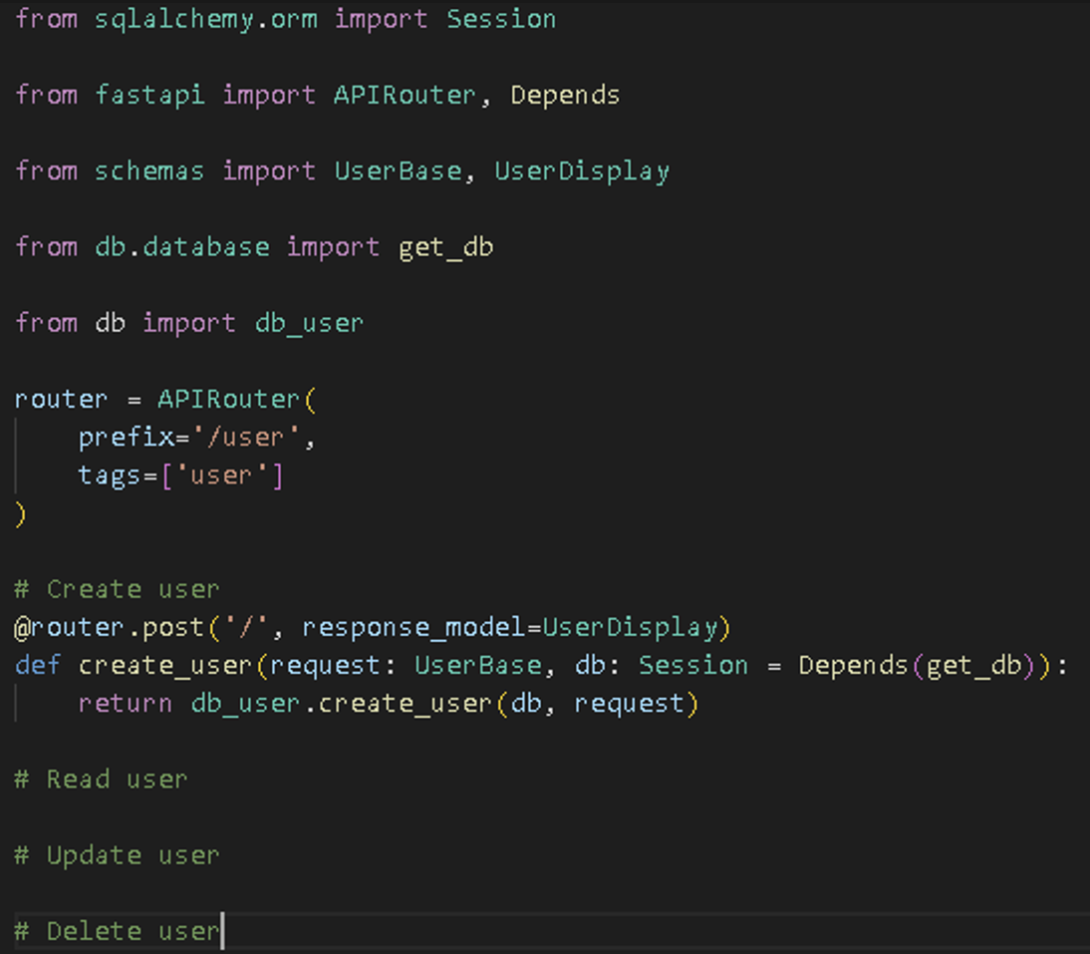 from sqlalchemy.orm import Session
from fastapi import APIRouter, Depends
from schemas import UserBase, UserDisplay
from db.database import get_db
from db import db_user
router = APIRouter(
    prefix='/user',
    tags=['user']
)
# Create user
@router.post('/', response_model=UserDisplay)
def create_user(request: UserBase, db: Session = Depends(get_db)):
    return db_user.create_user(db, request)
# Read user
# Update user
# Delete user